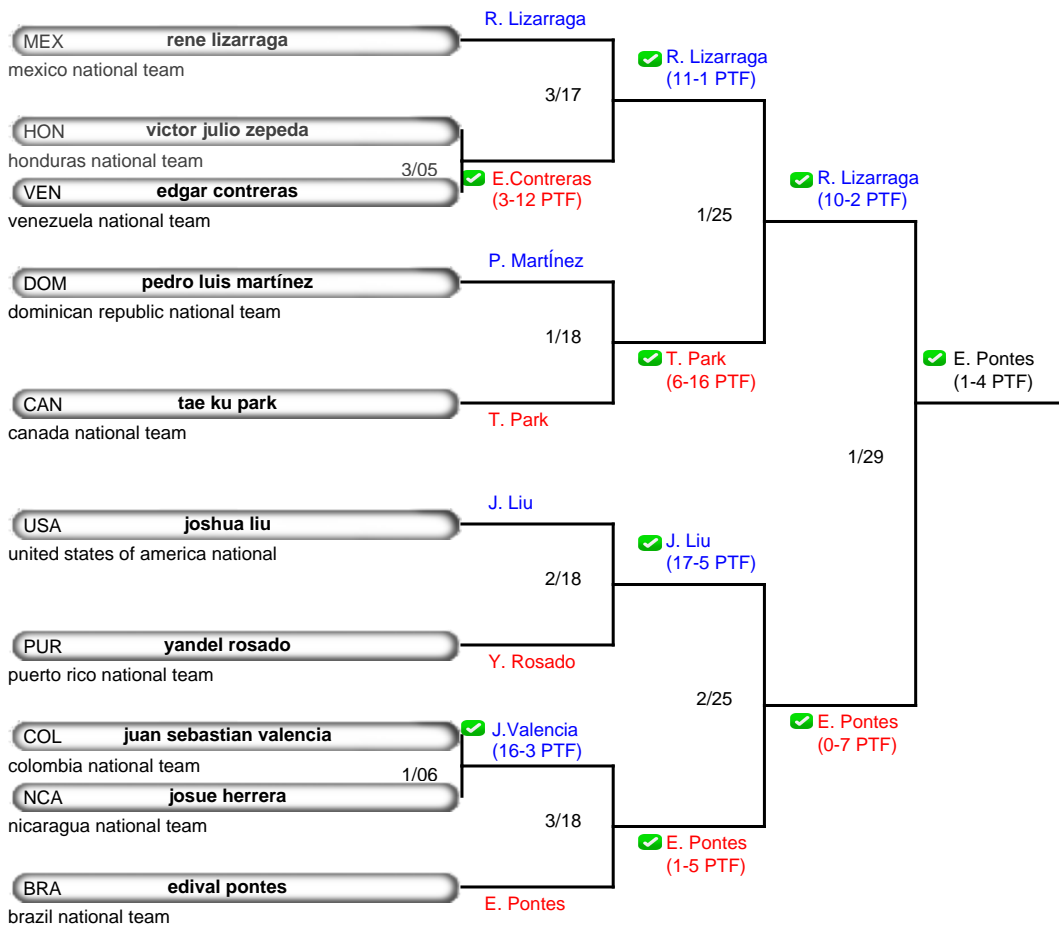 R. Lizarraga
MEX rene lizarraga
mexico national team
R. Lizarraga
(11-1 PTF)
3/17
HON victor julio zepeda
honduras national team
3/05
E.Contreras
(3-12 PTF)
VEN edgar contreras
venezuela national team
R. Lizarraga
(10-2 PTF)
1/25
P. MartÍnez
DOM pedro luis martínez
dominican republic national team
1/18
T. Park
(6-16 PTF)
CAN tae ku park
canada national team
T. Park
E. Pontes
(1-4 PTF)
1/29
J. Liu
USA joshua liu
united states of america national
J. Liu
(17-5 PTF)
2/18
PUR yandel rosado
puerto rico national team
Y. Rosado
2/25
E. Pontes
(0-7 PTF)
COL juan sebastian valencia
colombia national team
J.Valencia
(16-3 PTF)
1/06
NCA josue herrera
nicaragua national team
3/18
E. Pontes
(1-5 PTF)
BRA edival pontes
brazil national team
E. Pontes